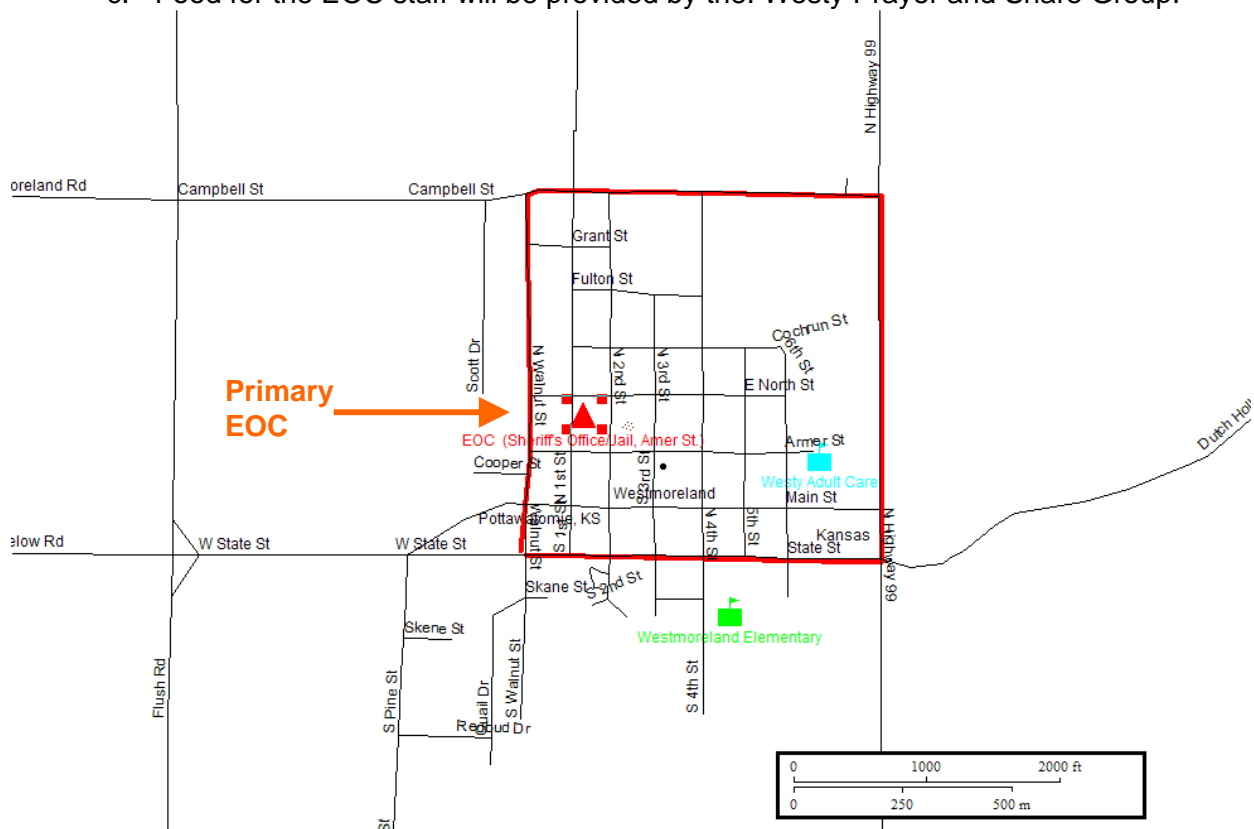 Food for the EOC staff will be provided by the: Westy Prayer and Share Group.
N Highway 99
oreland Rd
Campbell St
Campbell St
Grant St
Fulton St
Cochrun St
6th St
Scott Dr
N Walnut St
N 2nd St
N 3rd St
E North St
Primary
EOC
EOC (Sheriff's Office/Jail, Amer St.)
Armer St
Cooper St
N 1st St
S 3rd St
Westy Adult Care
Dutch Holl
Westmoreland
Main St
Pottawatomie, KS
S 1st St
Walnut St
N 4th St
5th St
Kansas
N Highway 99
elow Rd
W State St
W State St
State St
Skane St
S 2nd St
Skene St
Westmoreland Elementary
Flush Rd
S Pine St
Quail Dr
S Walnut St
S 4th St
Dr
0 1000 2000 ft
0 250 500 m
St